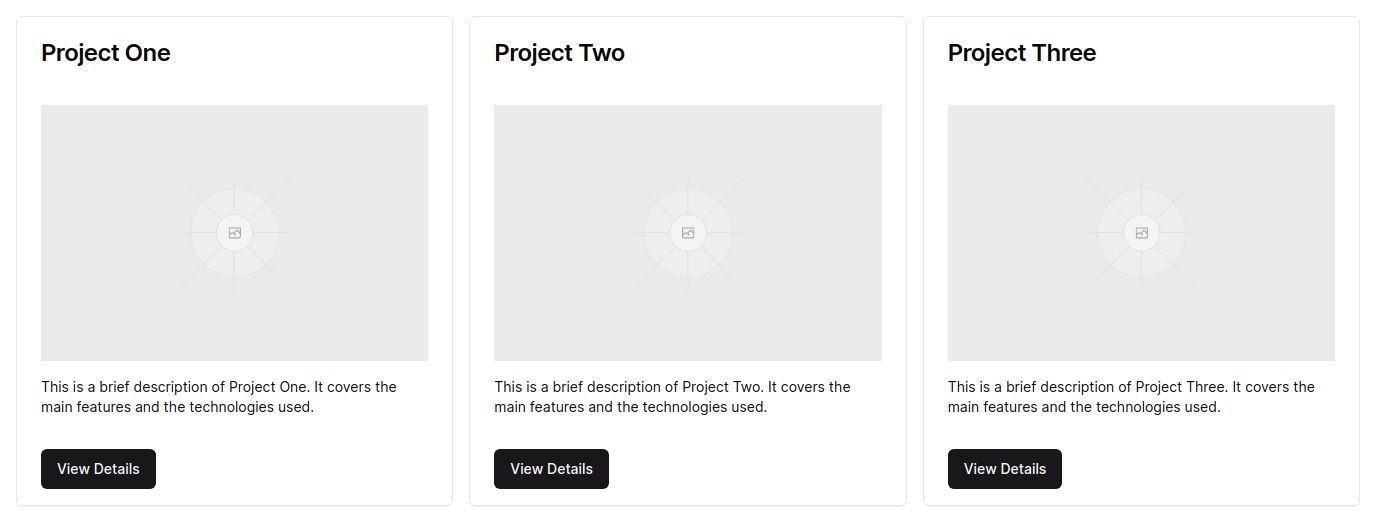 Project One
This is a brief description of Project One. It covers the
main features and the technologies used.
View Details
Project Two
This is a brief description of Project Two. It covers the
main features and the technologies used.
View Details
Project Three
This is a brief description of Project Three. It covers the
main features and the technologies used.
View Details